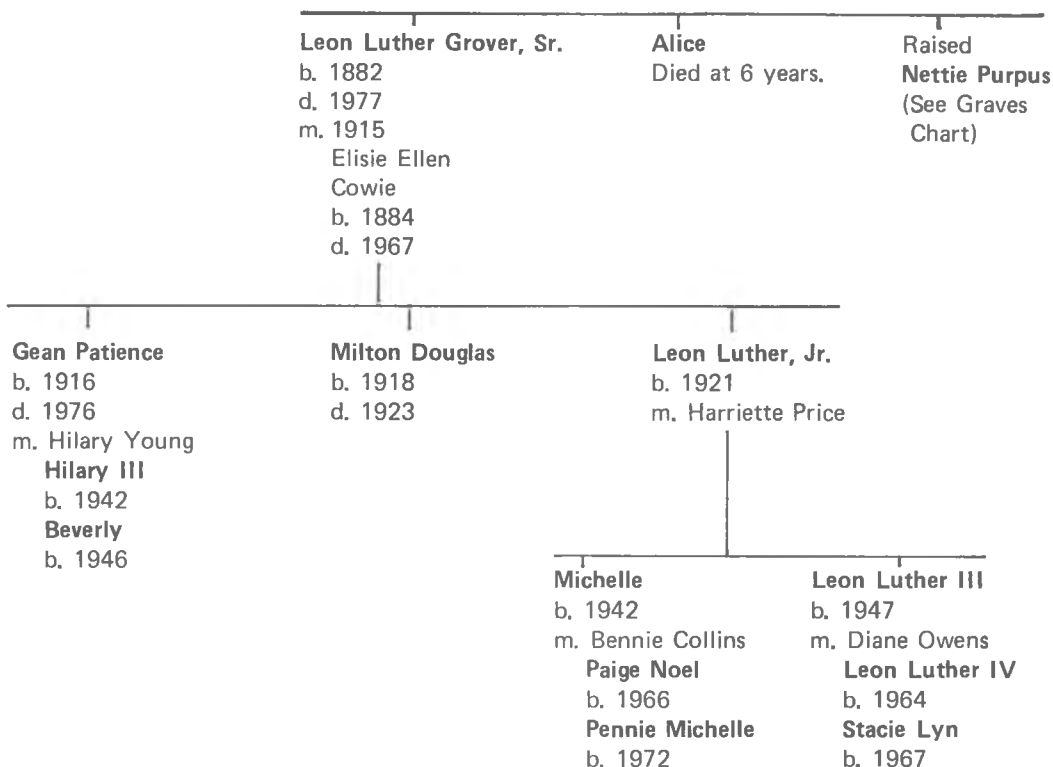 Leon Luther Grover, Sr.
b. 1882
d. 1977
m. 1915
Elisie Ellen
Cowie
b. 1884
d. 1967
Alice
Died at 6 years.
Raised
Nettie Purpus
(See Graves
Chart)
Gean Patience
b. 1916
d. 1976
m. Hilary Young
Hilary III
b. 1942
Beverly
b. 1946
Milton Douglas
b. 1918
d. 1923
Leon Luther, Jr.
b. 1921
m. Harriette Price
Michelle
b. 1942
m. Bennie Collins
Paige Noel
b. 1966
Pennie Michelle
b. 1972
Leon Luther III
b. 1947
m. Diane Owens
Leon Luther IV
b. 1964
Stacie Lyn
b. 1967